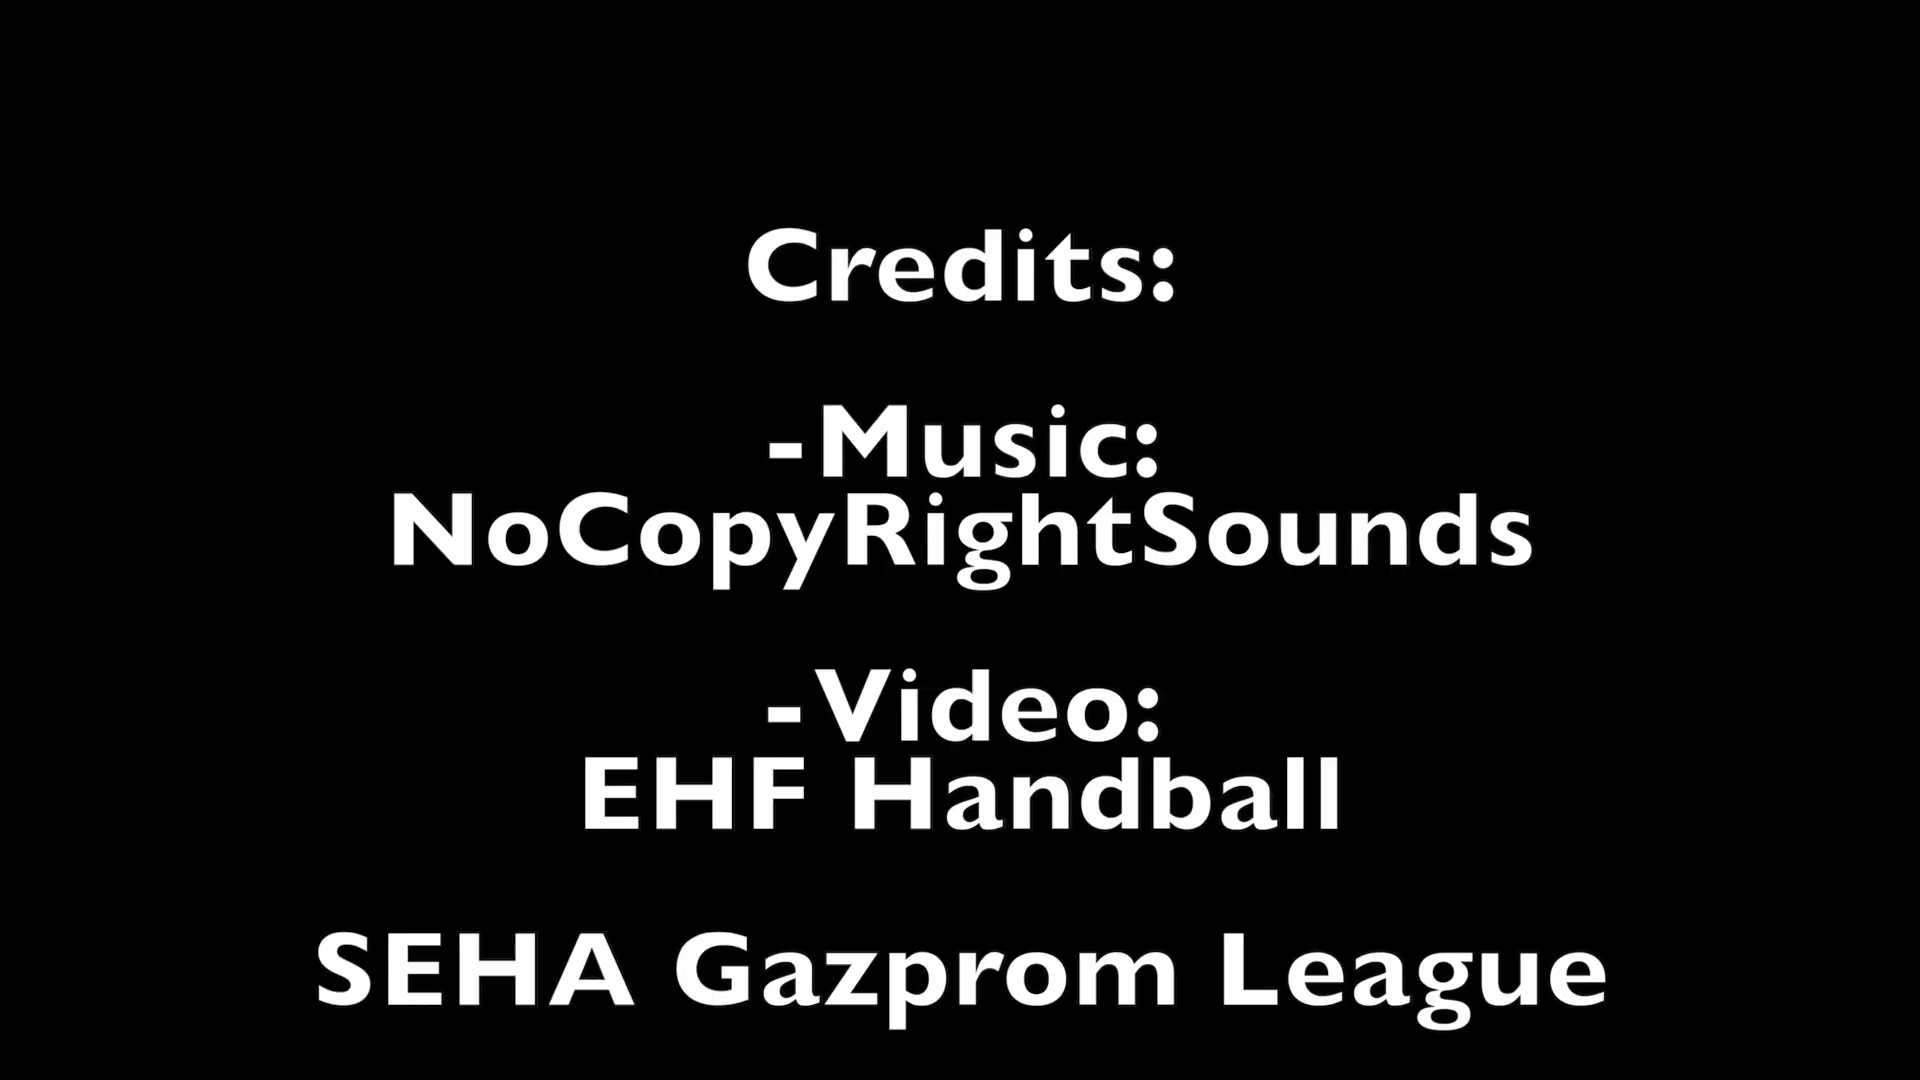 Credits:
-Music:
NoCopyRightSounds
-Video:
EHF Handball
SEHA Gazprom League